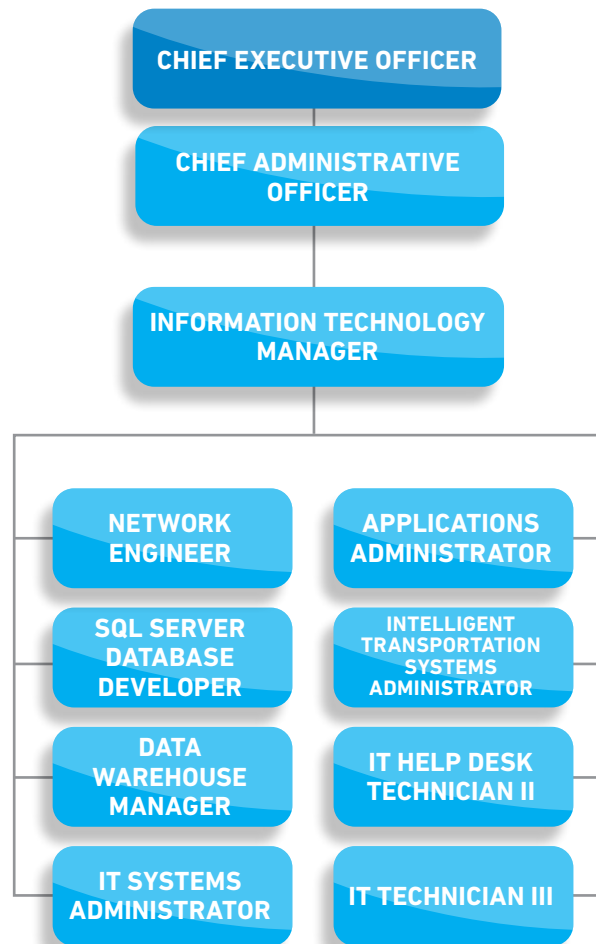 CHIEF EXECUTIVE OFFICER
CHIEF ADMINISTRATIVE
OFFICER
INFORMATION TECHNOLOGY
MANAGER
NETWORK
ENGINEER
APPLICATIONS
ADMINISTRATOR
SQL SERVER
DATABASE
DEVELOPER
INTELLIGENT
TRANSPORTATION
SYSTEMS
ADMINISTRATOR
DATA
WAREHOUSE
MANAGER
IT HELP DESK
TECHNICIAN II
IT SYSTEMS
ADMINISTRATOR
IT TECHNICIAN III